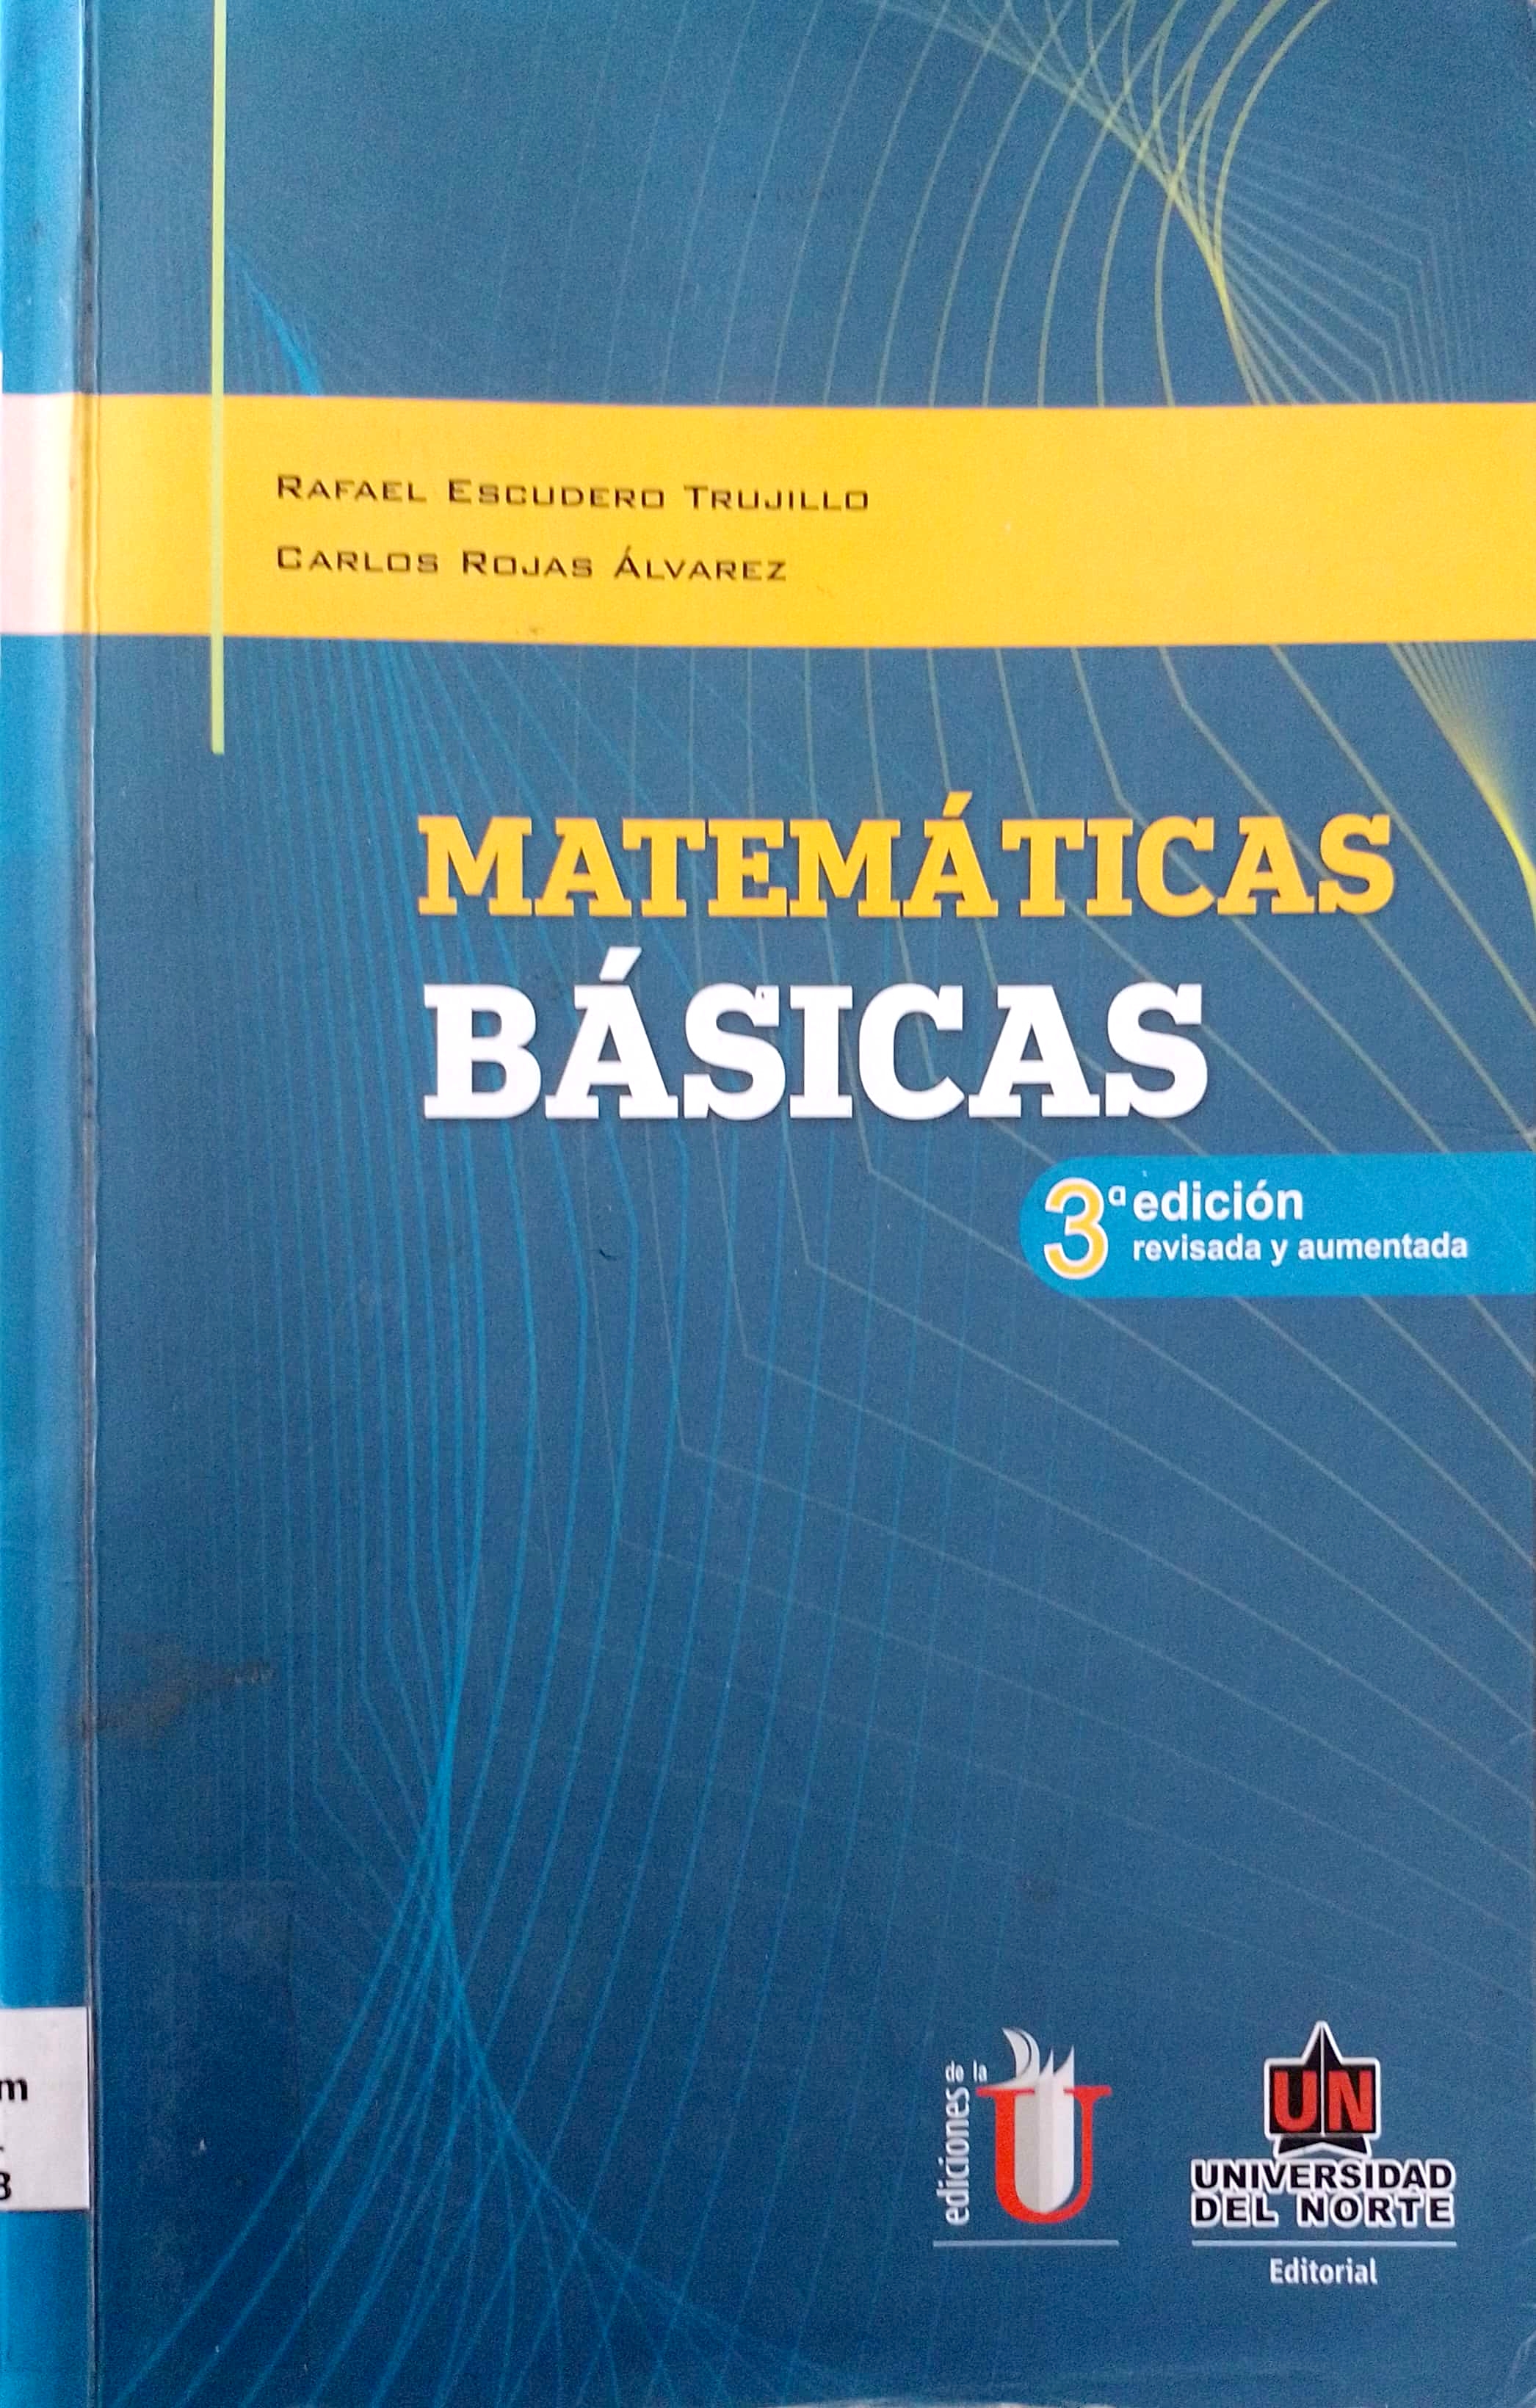 RAFAEL ESCUDERO TRUJILLO
CARLOS ROJAS ÁLVAREZ
MATEMÁTICAS
BÁSICAS
3ª edición
revisada y aumentada
ediciones de la U
UN
UNIVERSIDAD
DEL NORTE
Editorial
m
3